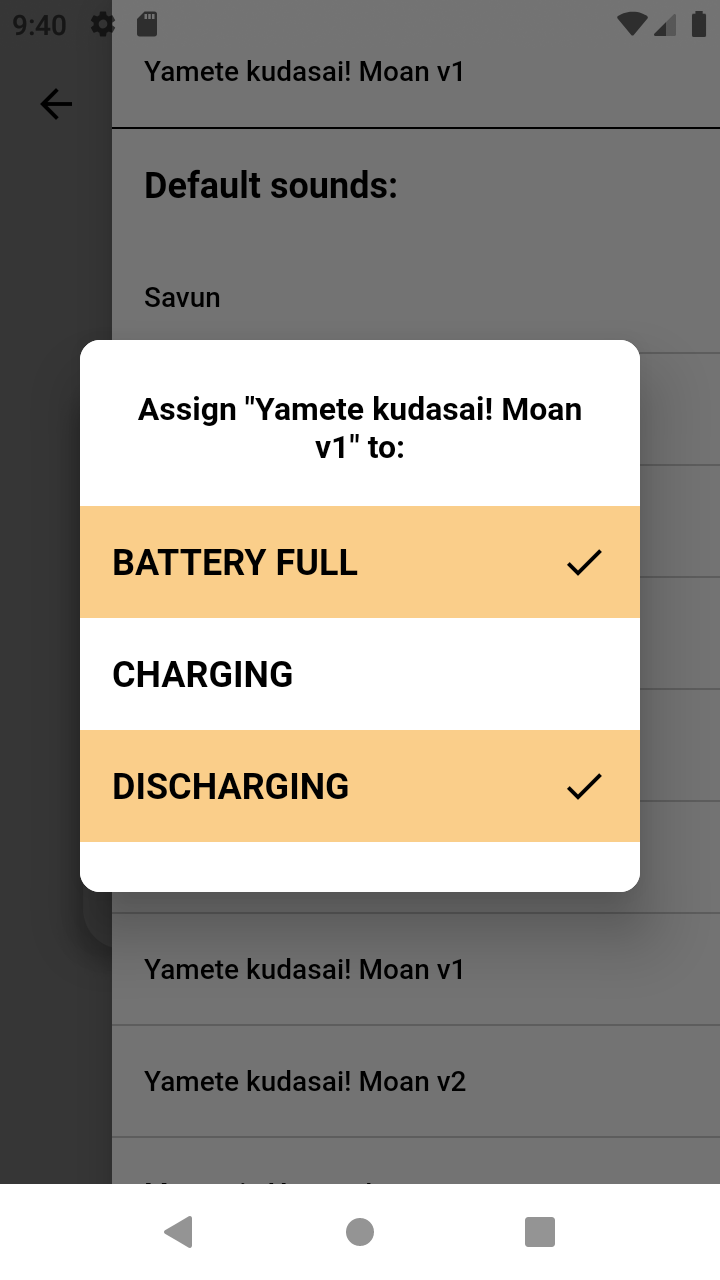 9:40
Yamete kudasai! Moan v1
Default sounds:
Savun
Assign "Yamete kudasai! Moan
v1" to:
BATTERY FULL
CHARGING
DISCHARGING
Yamete kudasai! Moan v1
Yamete kudasai! Moan v2